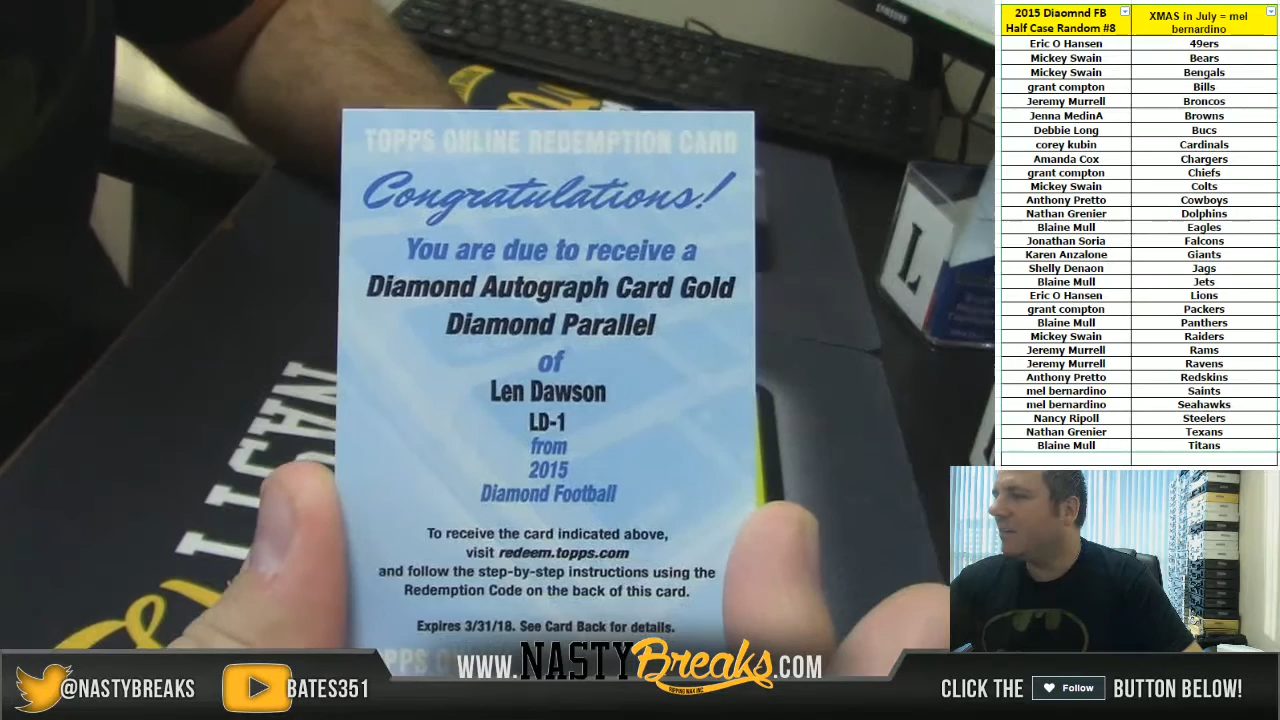 TOPPS ONLINE REDEMPTION CARD
Congratulations!
You are due to receive a
Diamond Autograph Card Gold
Diamond Parallel
of
Len Dawson
LD-1
from
2015
Diamond Football
To receive the card indicated above,
visit redeem.topps.com
and follow the step-by-step instructions using the
Redemption Code on the back of this card.
Expires 3/31/18. See Card Back for details.
NASTY
L
2015 Diaomnd FB
Half Case Random #8
XMAS in July = mel
bernardino
Eric O Hansen 49ers
Mickey Swain Bears
Mickey Swain Bengals
grant compton Bills
Jeremy Murrell Broncos
Jenna MedinA Browns
Debbie Long Bucs
corey kubin Cardinals
Amanda Cox Chargers
grant compton Chiefs
Mickey Swain Colts
Anthony Pretto Cowboys
Nathan Grenier Dolphins
Blaine Mull Eagles
Jonathan Soria Falcons
Karen Anzalone Giants
Shelly Denaon Jags
Blaine Mull Jets
Eric O Hansen Lions
grant compton Packers
Blaine Mull Panthers
Mickey Swain Raiders
Jeremy Murrell Rams
Jeremy Murrell Ravens
Anthony Pretto Redskins
mel bernardino Saints
mel bernardino Seahawks
Nancy Ripoll Steelers
Nathan Grenier Texans
Blaine Mull Titans
@NASTYBREAKS
BATES351
WWW.NASTYBreaks.COM
RIPPING WAX INC
CLICK THE Follow BUTTON BELOW!